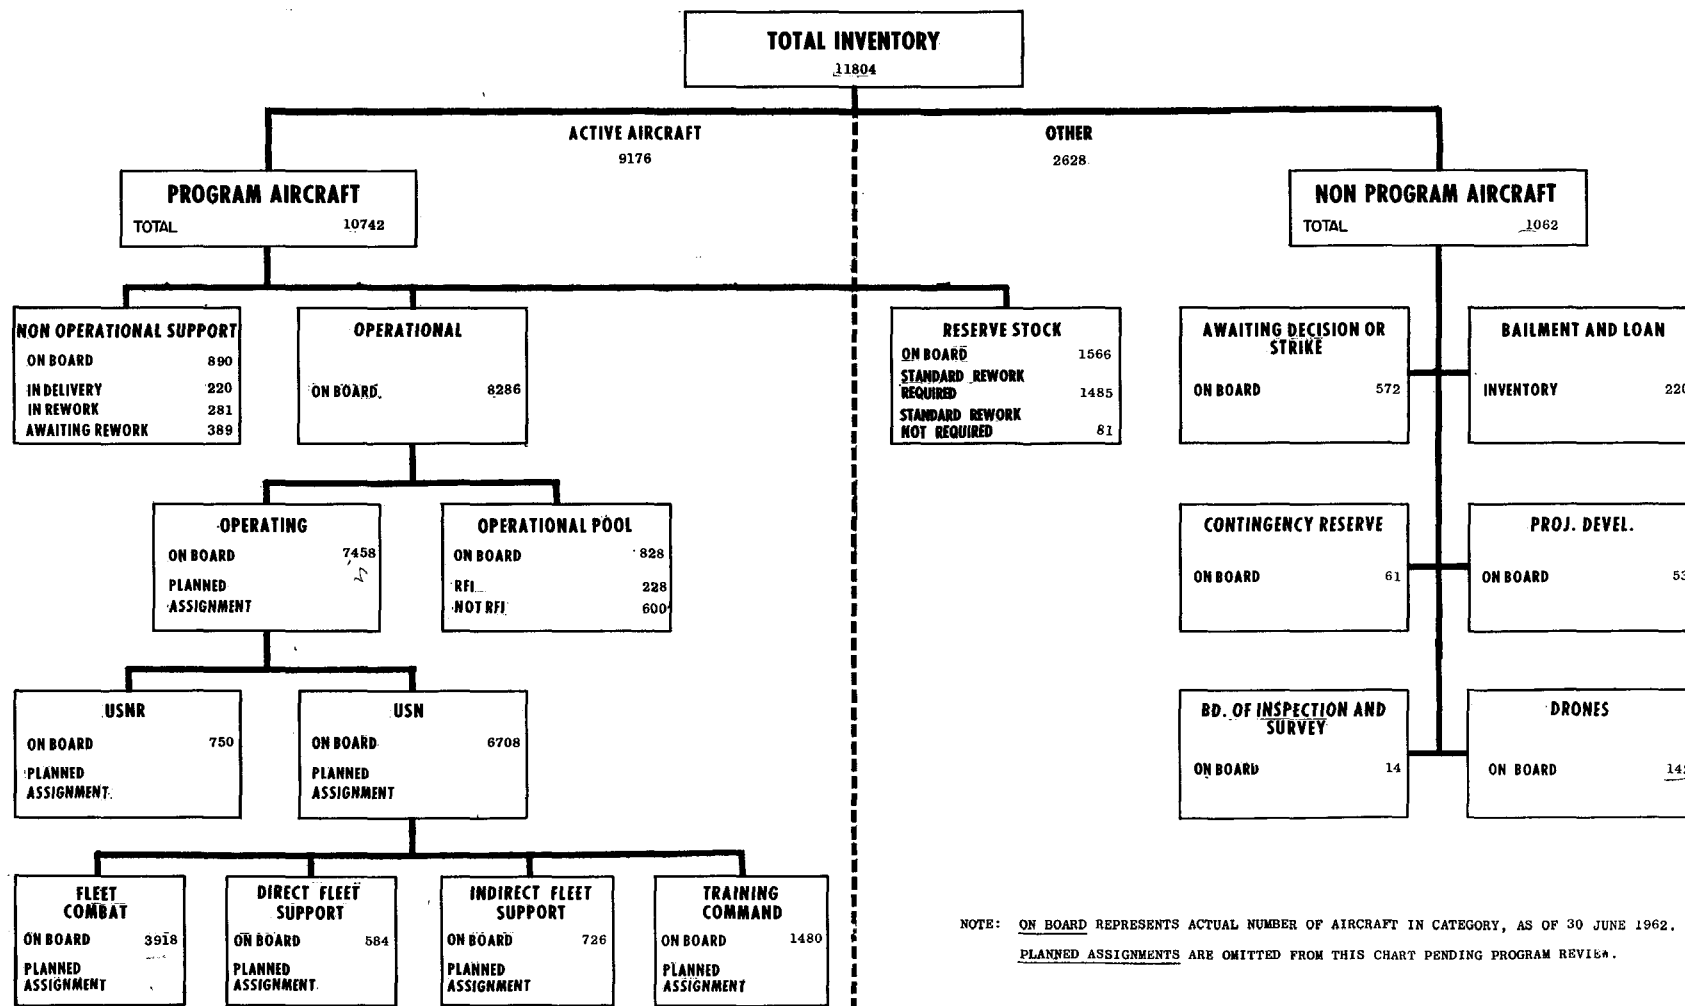 TOTAL INVENTORY
11804
ACTIVE AIRCRAFT
9176
OTHER
2628
PROGRAM AIRCRAFT
TOTAL 10742
NON PROGRAM AIRCRAFT
TOTAL 1062
NON OPERATIONAL SUPPORT
ON BOARD 890
IN DELIVERY 220
IN REWORK 281
AWAITING REWORK 389
OPERATIONAL
ON BOARD 8286
RESERVE STOCK
ON BOARD 1566
STANDARD REWORK
REQUIRED 1485
STANDARD REWORK
NOT REQUIRED 81
AWAITING DECISION OR
STRIKE
ON BOARD 572
BAILMENT AND LOAN
INVENTORY 220
OPERATING
ON BOARD 7458
PLANNED
ASSIGNMENT
OPERATIONAL POOL
ON BOARD 828
RFI 228
NOT RFI 600
CONTINGENCY RESERVE
ON BOARD 61
PROJ. DEVEL.
ON BOARD 53
USNR
ON BOARD 750
PLANNED
ASSIGNMENT
USN
ON BOARD 6708
PLANNED
ASSIGNMENT
BD. OF INSPECTION AND
SURVEY
ON BOARD 14
DRONES
ON BOARD 142
FLEET
COMBAT
ON BOARD 3918
PLANNED
ASSIGNMENT
DIRECT FLEET
SUPPORT
ON BOARD 584
PLANNED
ASSIGNMENT
INDIRECT FLEET
SUPPORT
ON BOARD 726
PLANNED
ASSIGNMENT
TRAINING
COMMAND
ON BOARD 1480
PLANNED
ASSIGNMENT
NOTE: ON BOARD REPRESENTS ACTUAL NUMBER OF AIRCRAFT IN CATEGORY, AS OF 30 JUNE 1962.
PLANNED ASSIGNMENTS ARE OMITTED FROM THIS CHART PENDING PROGRAM REVIEW.